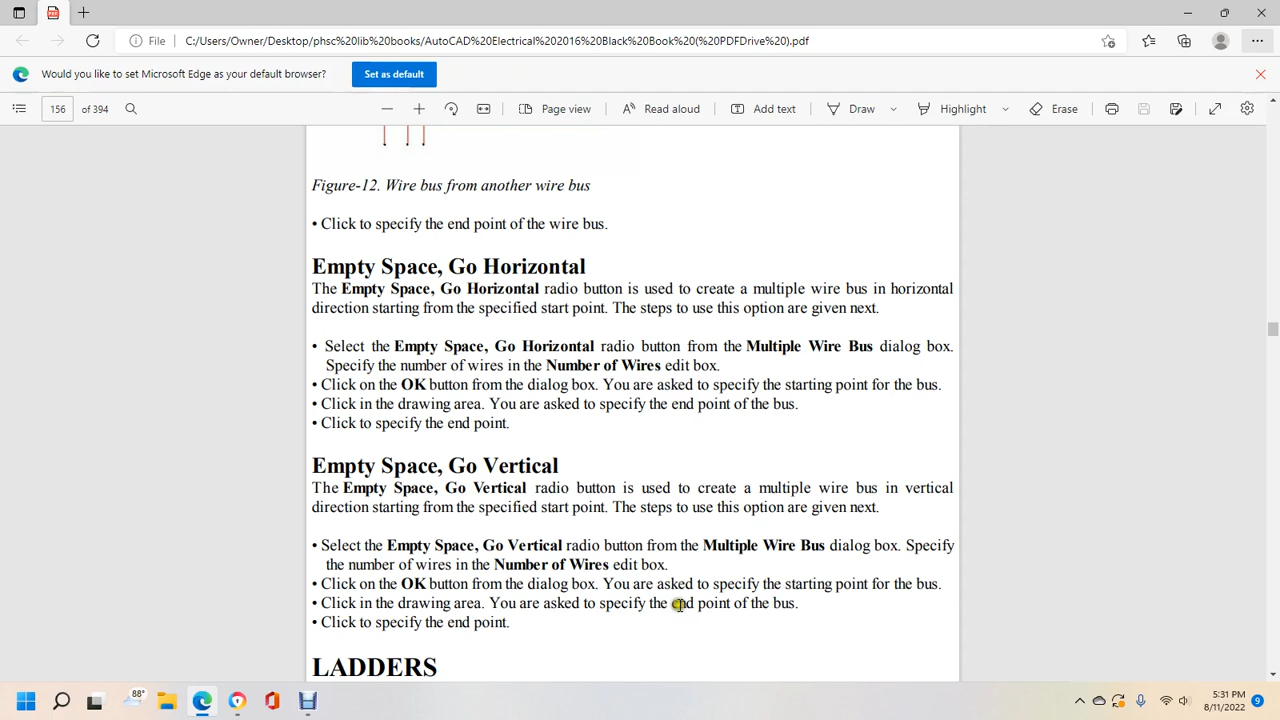 File C:/Users/Owner/Desktop/phsc%20lib%20books/AutoCAD%20Electrical%202016%20Black%20Book%20(%20PDFDrive%20).pdf
Would you like to set Microsoft Edge as your default browser? Set as default
156 of 394 Page view Read aloud Add text Draw Highlight Erase
Figure-12. Wire bus from another wire bus
• Click to specify the end point of the wire bus.
Empty Space, Go Horizontal
The Empty Space, Go Horizontal radio button is used to create a multiple wire bus in horizontal
direction starting from the specified start point. The steps to use this option are given next.
• Select the Empty Space, Go Horizontal radio button from the Multiple Wire Bus dialog box.
Specify the number of wires in the Number of Wires edit box.
• Click on the OK button from the dialog box. You are asked to specify the starting point for the bus.
• Click in the drawing area. You are asked to specify the end point of the bus.
• Click to specify the end point.
Empty Space, Go Vertical
The Empty Space, Go Vertical radio button is used to create a multiple wire bus in vertical
direction starting from the specified start point. The steps to use this option are given next.
• Select the Empty Space, Go Vertical radio button from the Multiple Wire Bus dialog box. Specify
the number of wires in the Number of Wires edit box.
• Click on the OK button from the dialog box. You are asked to specify the starting point for the bus.
• Click in the drawing area. You are asked to specify the end point of the bus.
• Click to specify the end point.
LADDERS
88°
5:31 PM
8/11/2022
9